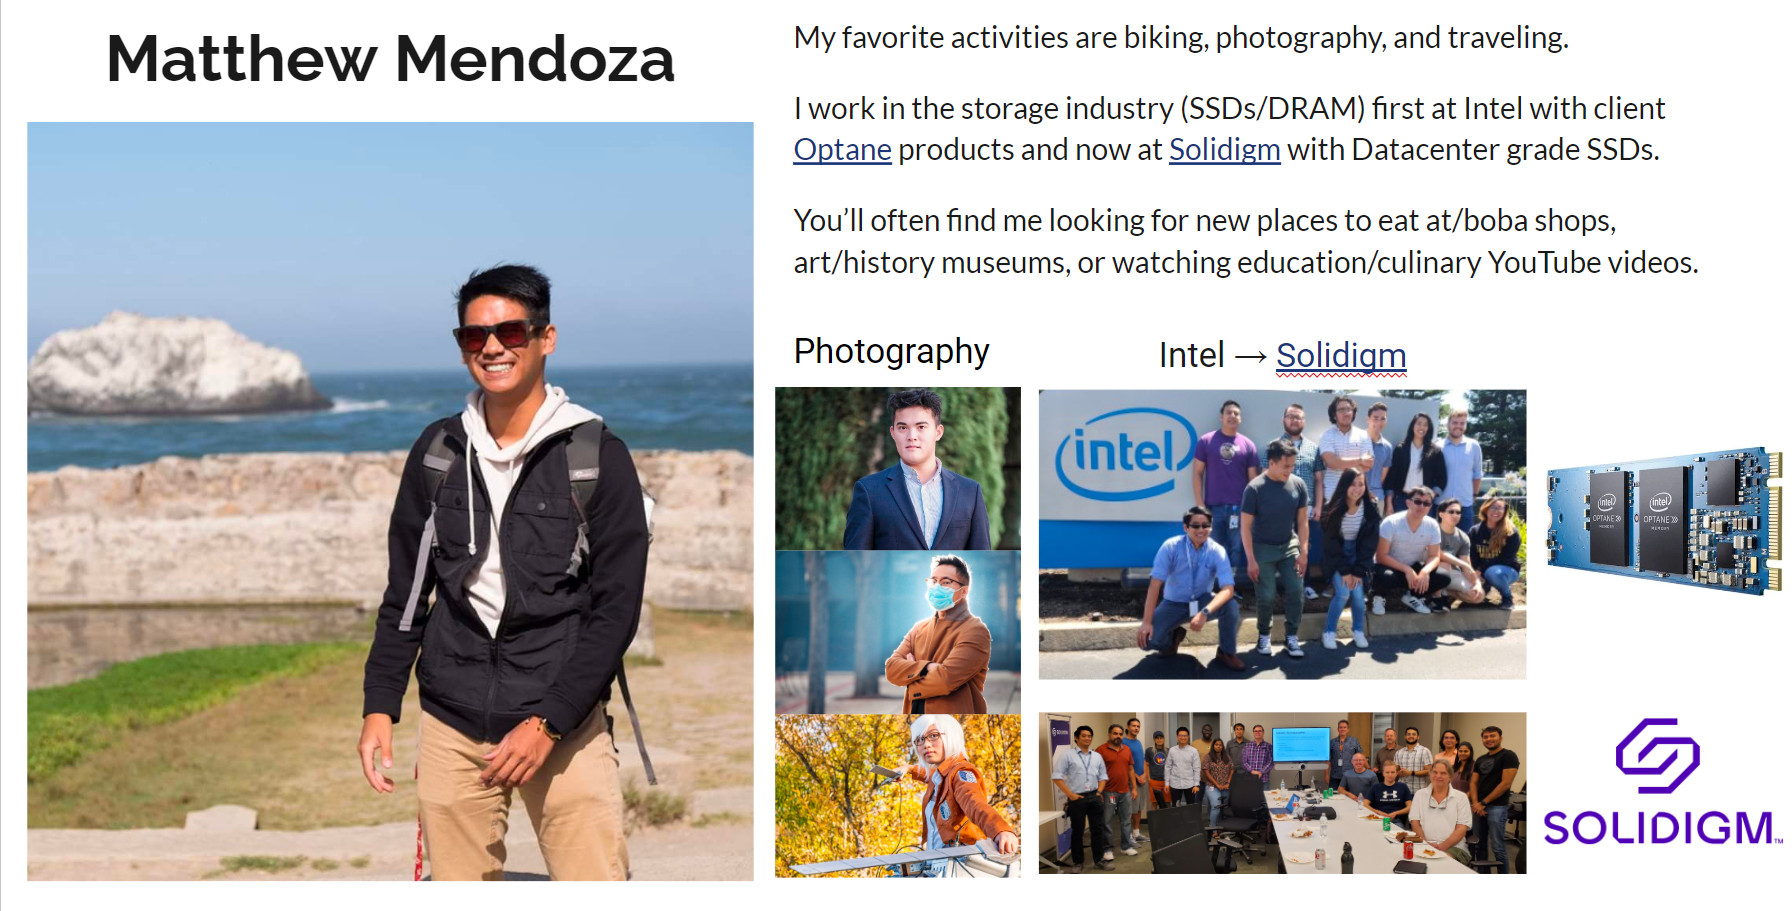 Matthew Mendoza
My favorite activities are biking, photography, and traveling.
I work in the storage industry (SSDs/DRAM) first at Intel with client
Optane products and now at Solidigm with Datacenter grade SSDs.
You’ll often find me looking for new places to eat at/boba shops,
art/history museums, or watching education/culinary YouTube videos.
Photography
Intel → Solidigm
intel
intel
OPTANE
MEMORY
intel
OPTANE
MEMORY
SOLIDIGM™